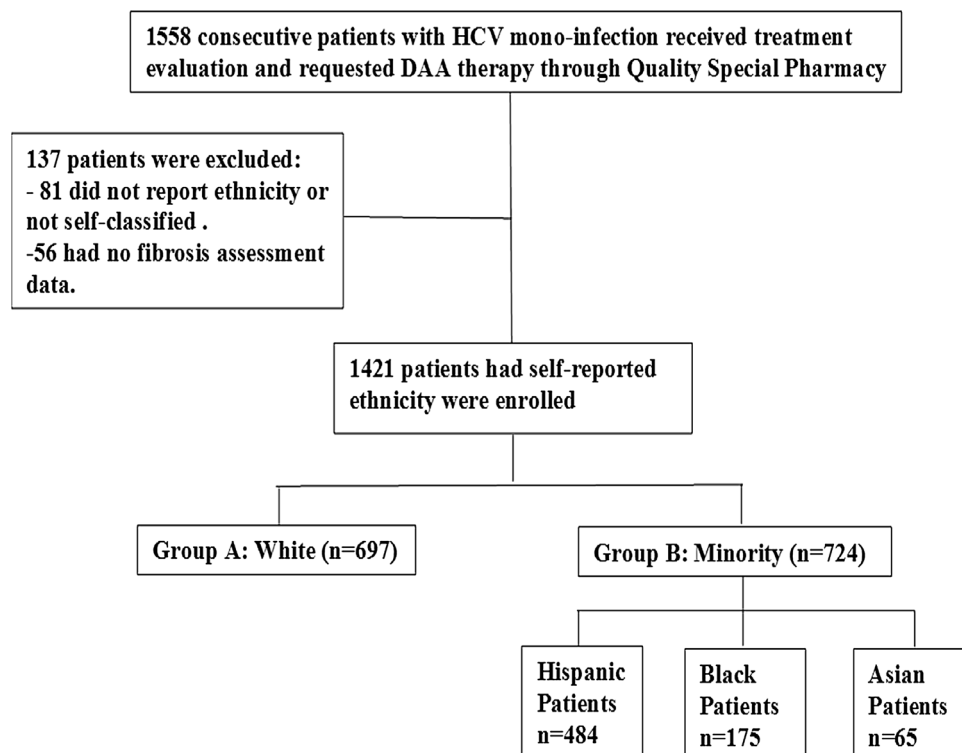 1558 consecutive patients with HCV mono-infection received treatment
evaluation and requested DAA therapy through Quality Special Pharmacy
137 patients were excluded:
- 81 did not report ethnicity or
not self-classified .
-56 had no fibrosis assessment
data.
1421 patients had self-reported
ethnicity were enrolled
Group A: White (n=697)
Group B: Minority (n=724)
Hispanic
Patients
n=484
Black
Patients
n=175
Asian
Patients
n=65